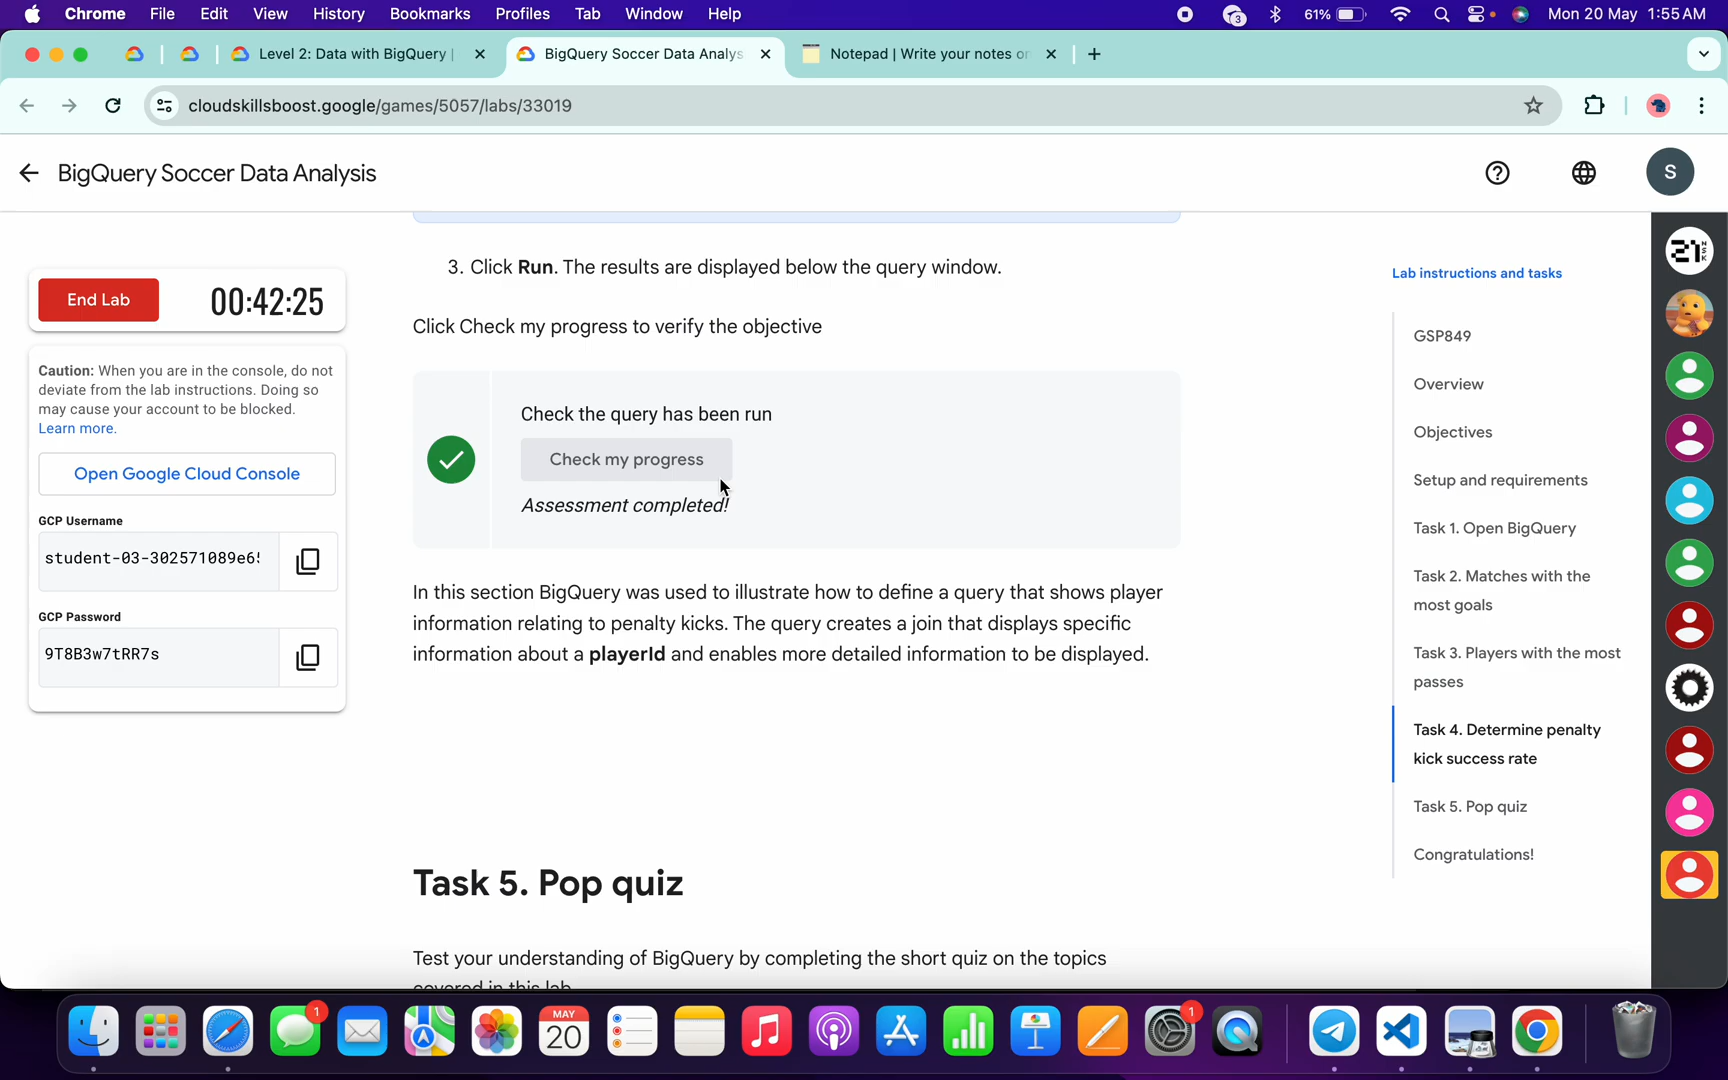 Chrome File Edit View History Bookmarks Profiles Tab Window Help 3 61% Mon 20 May 1:55 AM
Level 2: Data with BigQuery | BigQuery Soccer Data Analys Notepad | Write your notes on
cloudskillsboost.google/games/5057/labs/33019
BigQuery Soccer Data Analysis
S
3. Click Run. The results are displayed below the query window.
Click Check my progress to verify the objective
Check the query has been run
Check my progress
Assessment completed!
In this section BigQuery was used to illustrate how to define a query that shows player
information relating to penalty kicks. The query creates a join that displays specific
information about a playerId and enables more detailed information to be displayed.
Task 5. Pop quiz
Test your understanding of BigQuery by completing the short quiz on the topics
covered in this lab
End Lab 00:42:25
Caution: When you are in the console, do not
deviate from the lab instructions. Doing so
may cause your account to be blocked.
Learn more.
Open Google Cloud Console
GCP Username
student-03-302571089e6
GCP Password
9T8B3w7tRR7s
Lab instructions and tasks
GSP849
Overview
Objectives
Setup and requirements
Task 1. Open BigQuery
Task 2. Matches with the
most goals
Task 3. Players with the most
passes
Task 4. Determine penalty
kick success rate
Task 5. Pop quiz
Congratulations!
21
1
MAY
20
1